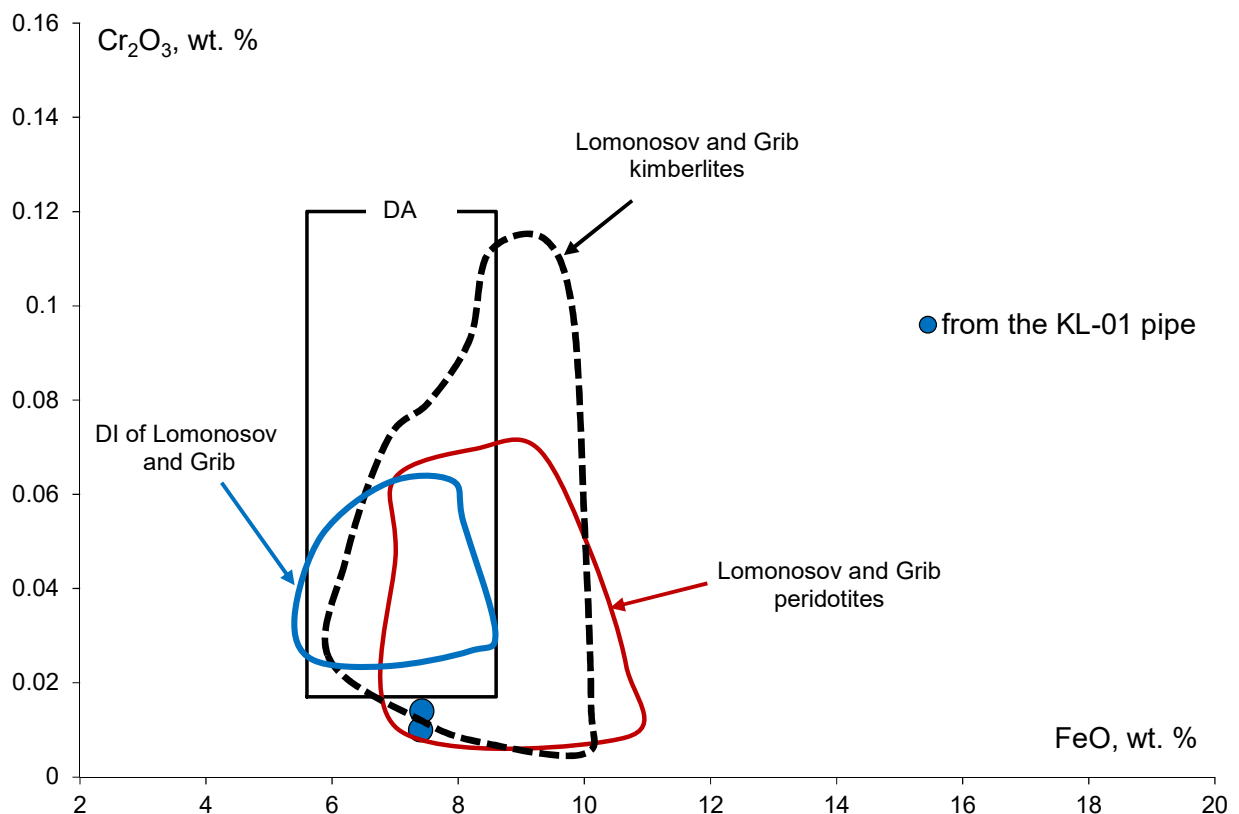 0.16
Cr₂O₃, wt. %
0.14
Lomonosov and Grib
kimberlites
0.12
DA
0.1
from the KL-01 pipe
0.08
DI of Lomonosov
and Grib
0.06
0.04
Lomonosov and Grib
peridotites
0.02
FeO, wt. %
0
2 4 6 8 10 12 14 16 18 20